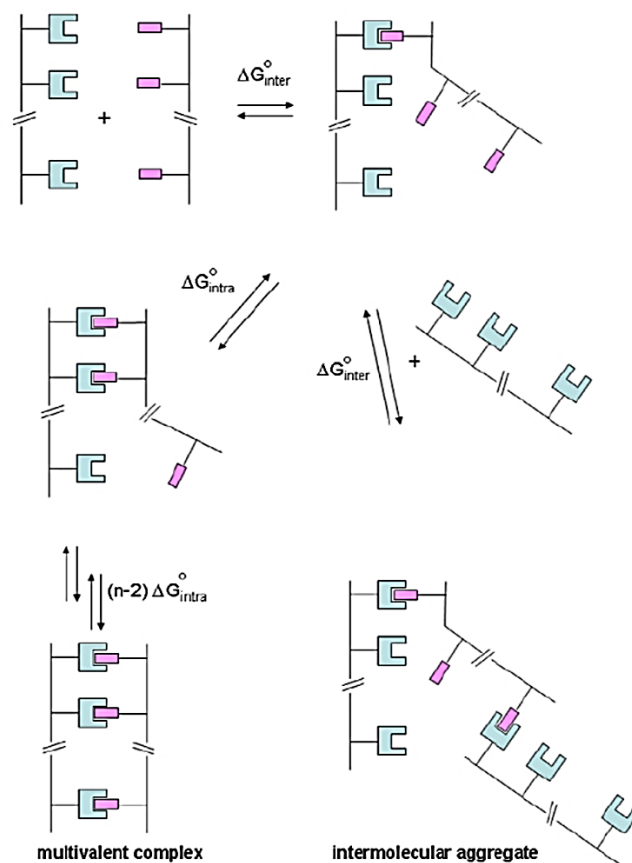 +
ΔG°inter
ΔG°intra
ΔG°inter
+
(n-2) ΔG°intra
multivalent complex
intermolecular aggregate